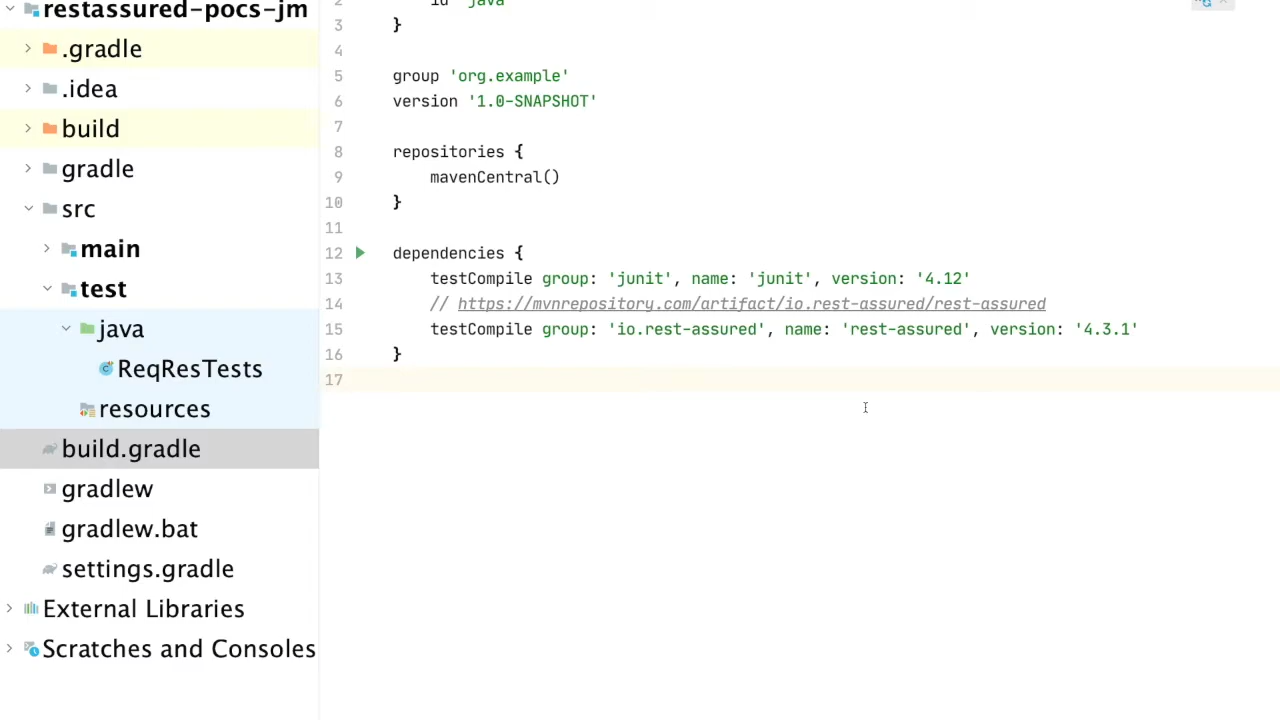 restassured-pocs-jm
.gradle
.idea
build
gradle
src
main
test
java
ReqResTests
resources
build.gradle
gradlew
gradlew.bat
settings.gradle
External Libraries
Scratches and Consoles
2 id 'java'
3 }
4
5 group 'org.example'
6 version '1.0-SNAPSHOT'
7
8 repositories {
9 mavenCentral()
10 }
11
12 dependencies {
13 testCompile group: 'junit', name: 'junit', version: '4.12'
14 // https://mvnrepository.com/artifact/io.rest-assured/rest-assured
15 testCompile group: 'io.rest-assured', name: 'rest-assured', version: '4.3.1'
16 }
17